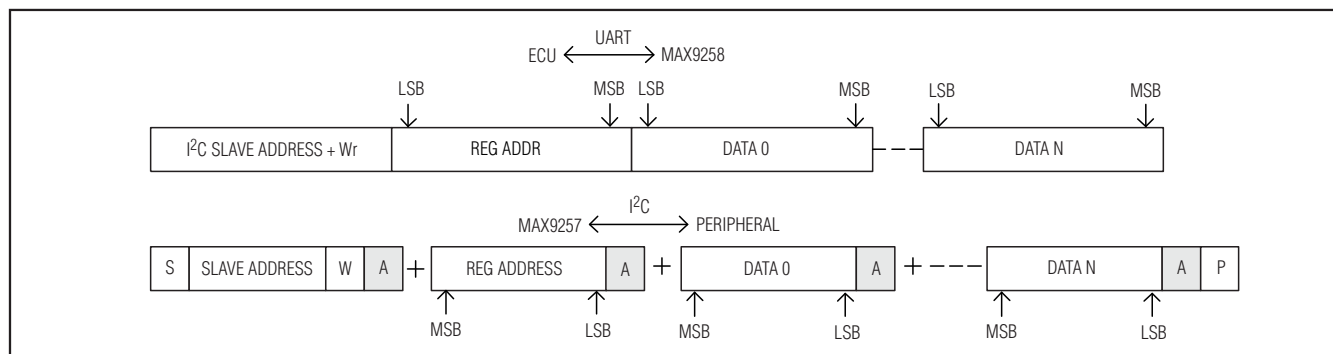 UART
ECU MAX9258
LSB MSB LSB MSB LSB MSB
I²C SLAVE ADDRESS + Wr REG ADDR DATA 0 DATA N
I²C
MAX9257 PERIPHERAL
S SLAVE ADDRESS W A + REG ADDRESS A + DATA 0 A + DATA N A P
MSB LSB MSB LSB MSB LSB